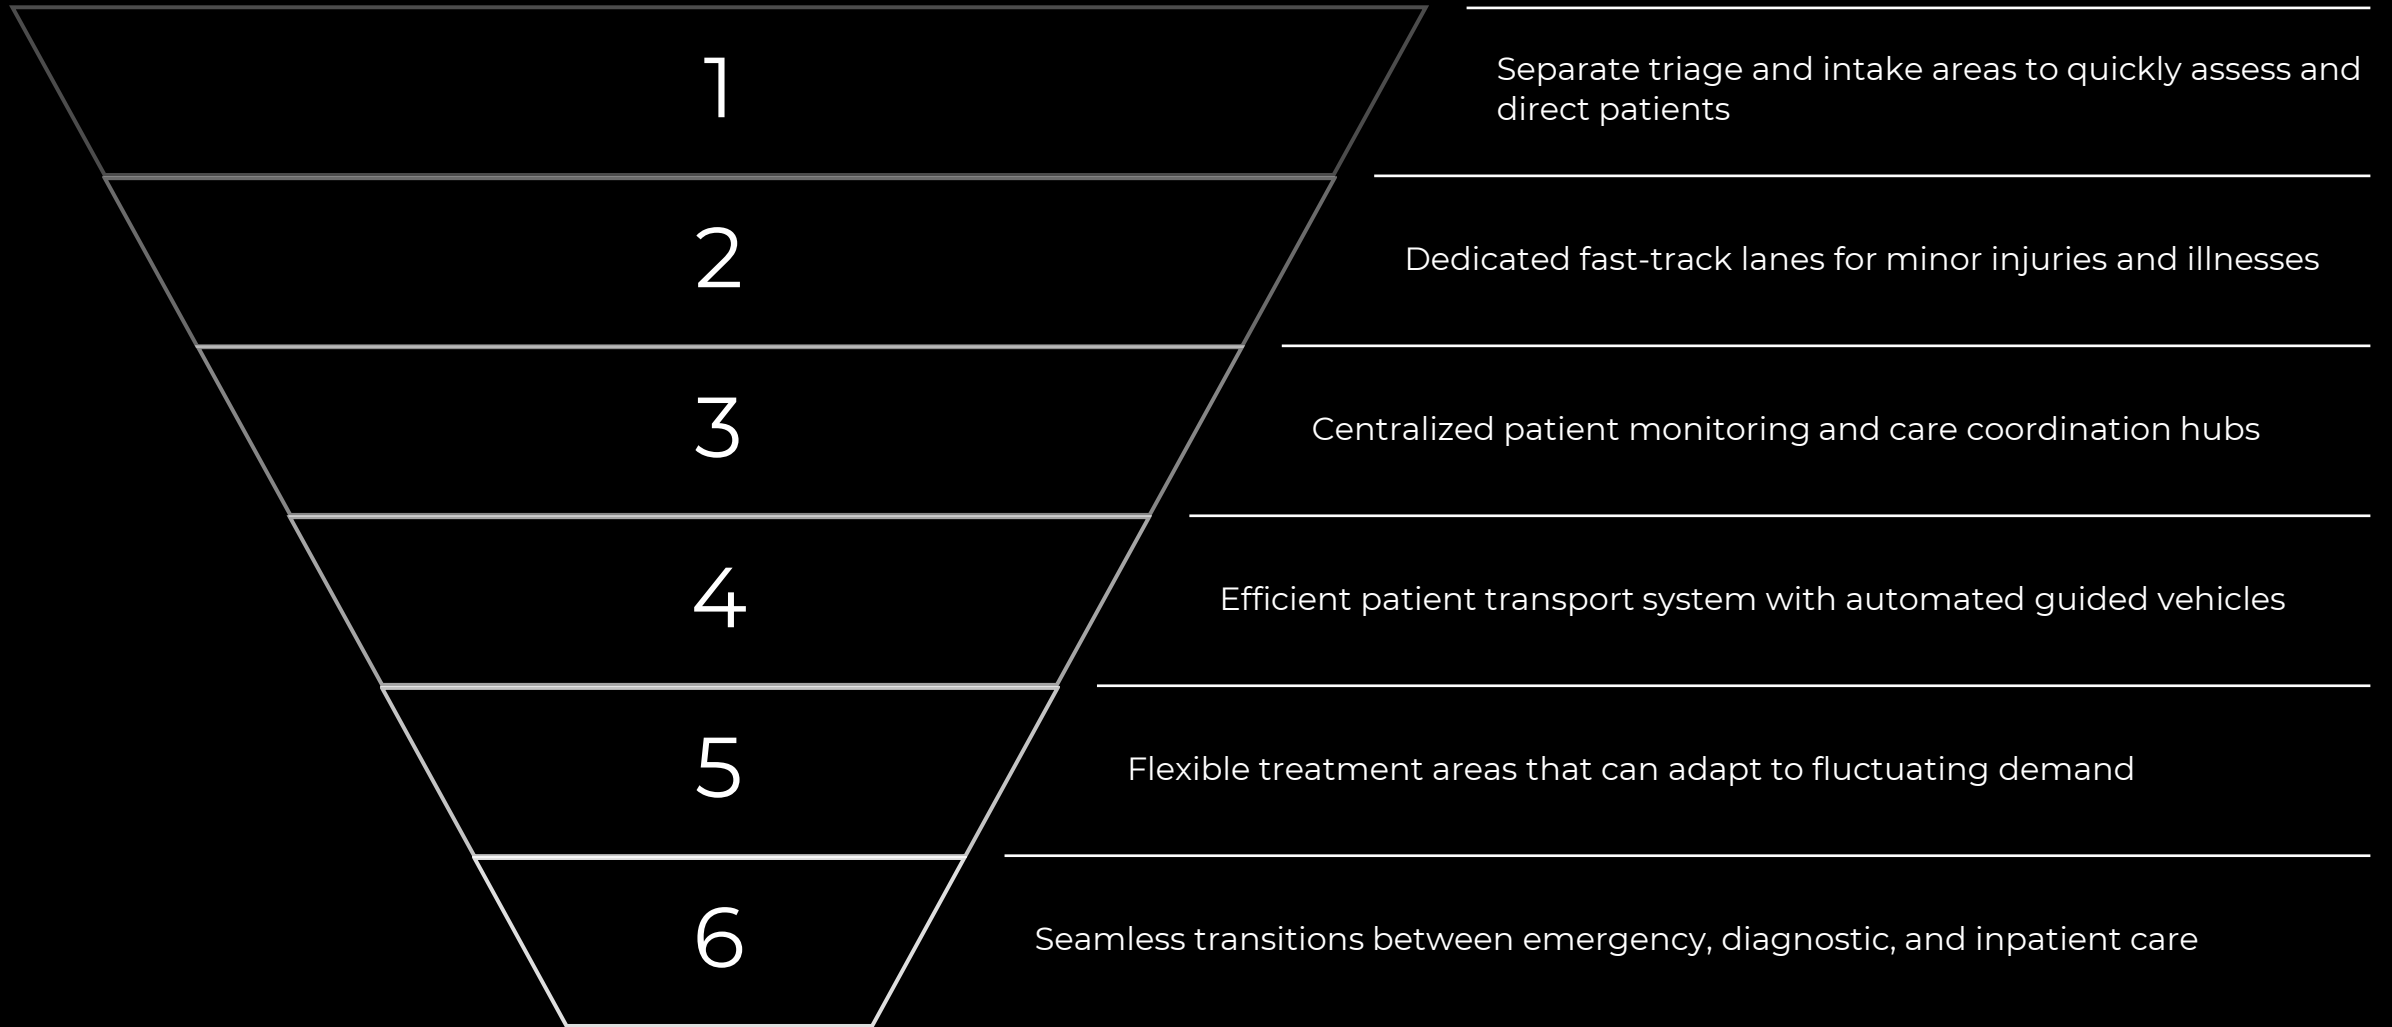 1
Separate triage and intake areas to quickly assess and
direct patients
2
Dedicated fast-track lanes for minor injuries and illnesses
3
Centralized patient monitoring and care coordination hubs
4
Efficient patient transport system with automated guided vehicles
5
Flexible treatment areas that can adapt to fluctuating demand
6
Seamless transitions between emergency, diagnostic, and inpatient care